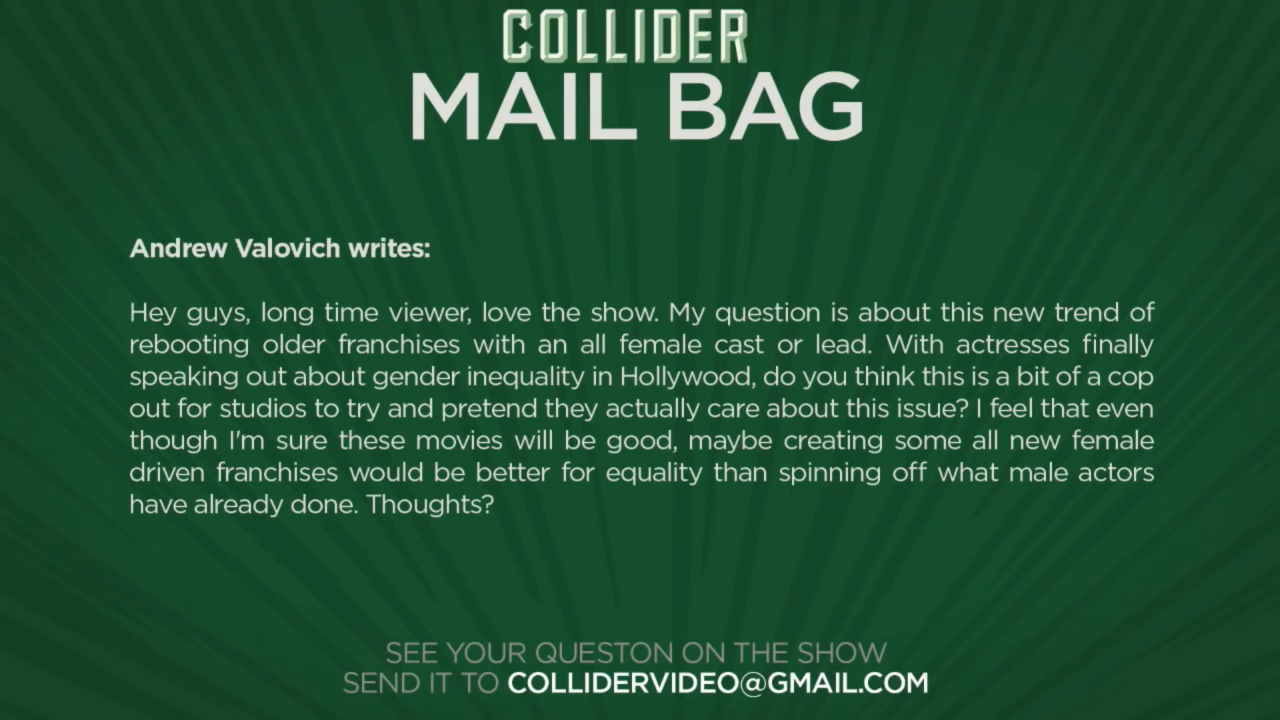 COLLIDER
MAIL BAG
Andrew Valovich writes:
Hey guys, long time viewer, love the show. My question is about this new trend of
rebooting older franchises with an all female cast or lead. With actresses finally
speaking out about gender inequality in Hollywood, do you think this is a bit of a cop
out for studios to try and pretend they actually care about this issue? I feel that even
though I'm sure these movies will be good, maybe creating some all new female
driven franchises would be better for equality than spinning off what male actors
have already done. Thoughts?
SEE YOUR QUESTON ON THE SHOW
SEND IT TO COLLIDERVIDEO@GMAIL.COM